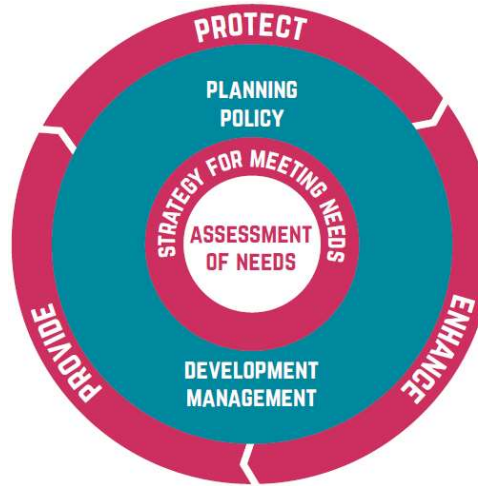 PROTECT
PLANNING
POLICY
STRATEGY FOR MEETING NEEDS
ASSESSMENT
OF NEEDS
PROVIDE
ENHANCE
DEVELOPMENT
MANAGEMENT